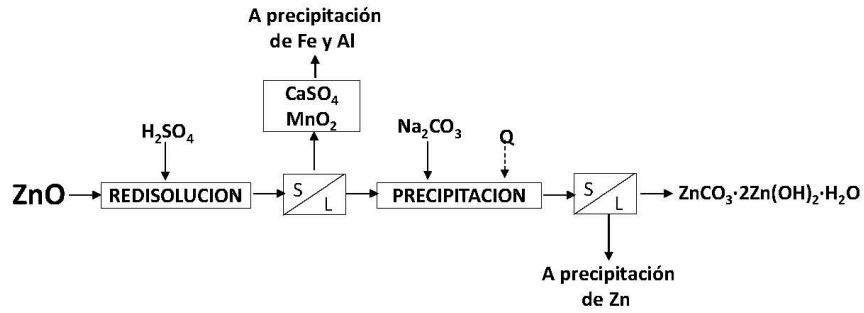 A precipitación
de Fe y Al
CaSO₄
MnO₂
H₂SO₄
Na₂CO₃
Q
ZnO
REDISOLUCION
S
L
PRECIPITACION
S
L
ZnCO₃·2Zn(OH)₂·H₂O
A precipitación
de Zn